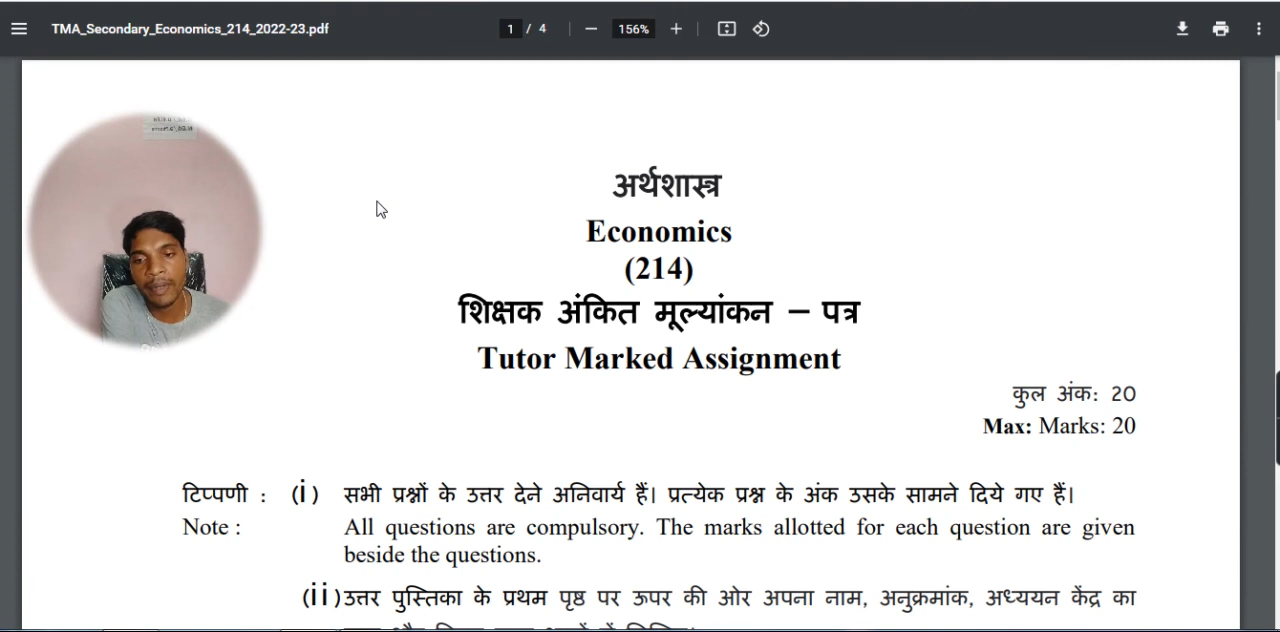 TMA_Secondary_Economics_214_2022-23.pdf 1 / 4 156%
अर्थशास्त्र
Economics
(214)
शिक्षक अंकित मूल्यांकन – पत्र
Tutor Marked Assignment
कुल अंक: 20
Max: Marks: 20
टिप्पणी : (i) सभी प्रश्नों के उत्तर देने अनिवार्य हैं। प्रत्येक प्रश्न के अंक उसके सामने दिये गए हैं।
Note : All questions are compulsory. The marks allotted for each question are given
beside the questions.
(ii) उत्तर पुस्तिका के प्रथम पृष्ठ पर ऊपर की ओर अपना नाम, अनुक्रमांक, अध्ययन केंद्र का